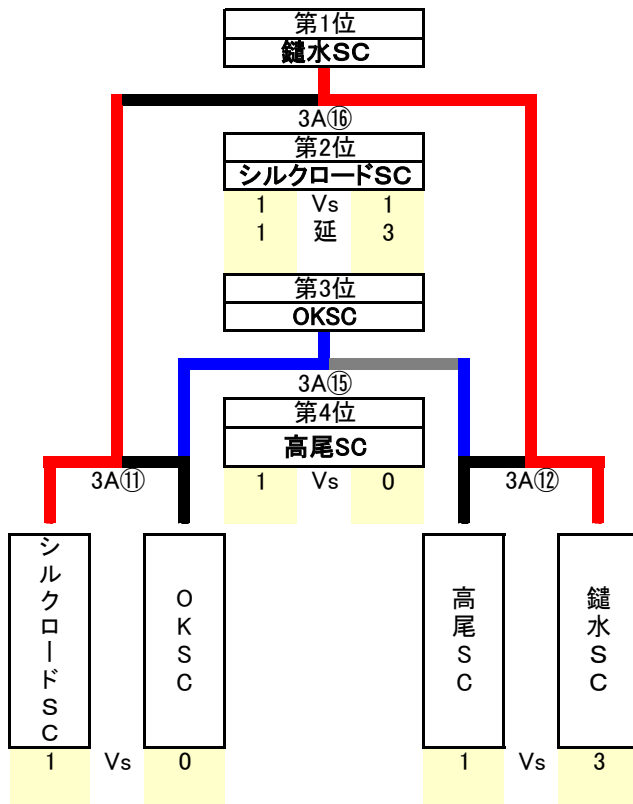 第1位
鑓水SC
3A⑯
第2位
シルクロードSC
1 Vs 1
1 延 3
第3位
OKSC
3A⑮
第4位
高尾SC
1 Vs 0
3A⑪
3A⑫
シルクロードSC
OKSC
高尾SC
鑓水SC
1 Vs 0
1 Vs 3